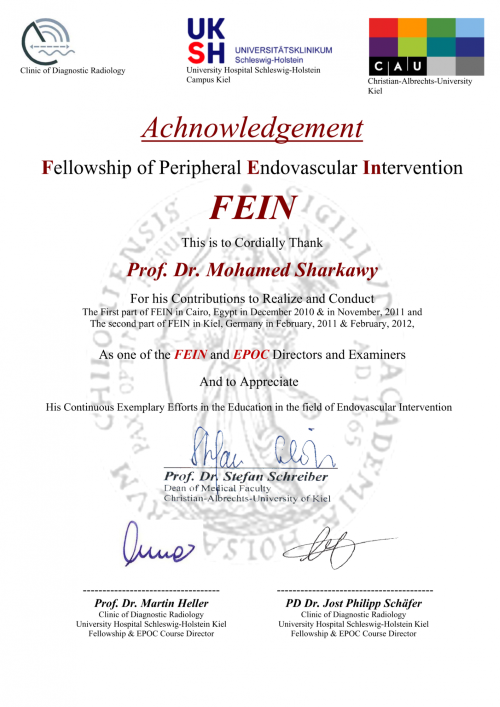 UK
SH
UNIVERSITÄTSKLINIKUM
Schleswig-Holstein
C A U
Clinic of Diagnostic Radiology
University Hospital Schleswig-Holstein
Campus Kiel
Christian-Albrechts-University
Kiel
Achnowledgement
Fellowship of Peripheral Endovascular Intervention
FEIN
This is to Cordially Thank
Prof. Dr. Mohamed Sharkawy
For his Contributions to Realize and Conduct
The First part of FEIN in Cairo, Egypt in December 2010 & in November, 2011 and
The second part of FEIN in Kiel, Germany in February, 2011 & February, 2012,
As one of the FEIN and EPOC Directors and Examiners
And to Appreciate
His Continuous Exemplary Efforts in the Education in the field of Endovascular Intervention
Prof. Dr. Stefan Schreiber
Dean of Medical Faculty
Christian-Albrechts-University of Kiel
Prof. Dr. Martin Heller
Clinic of Diagnostic Radiology
University Hospital Schleswig-Holstein Kiel
Fellowship & EPOC Course Director
PD Dr. Jost Philipp Schäfer
Clinic of Diagnostic Radiology
University Hospital Schleswig-Holstein Kiel
Fellowship & EPOC Course Director